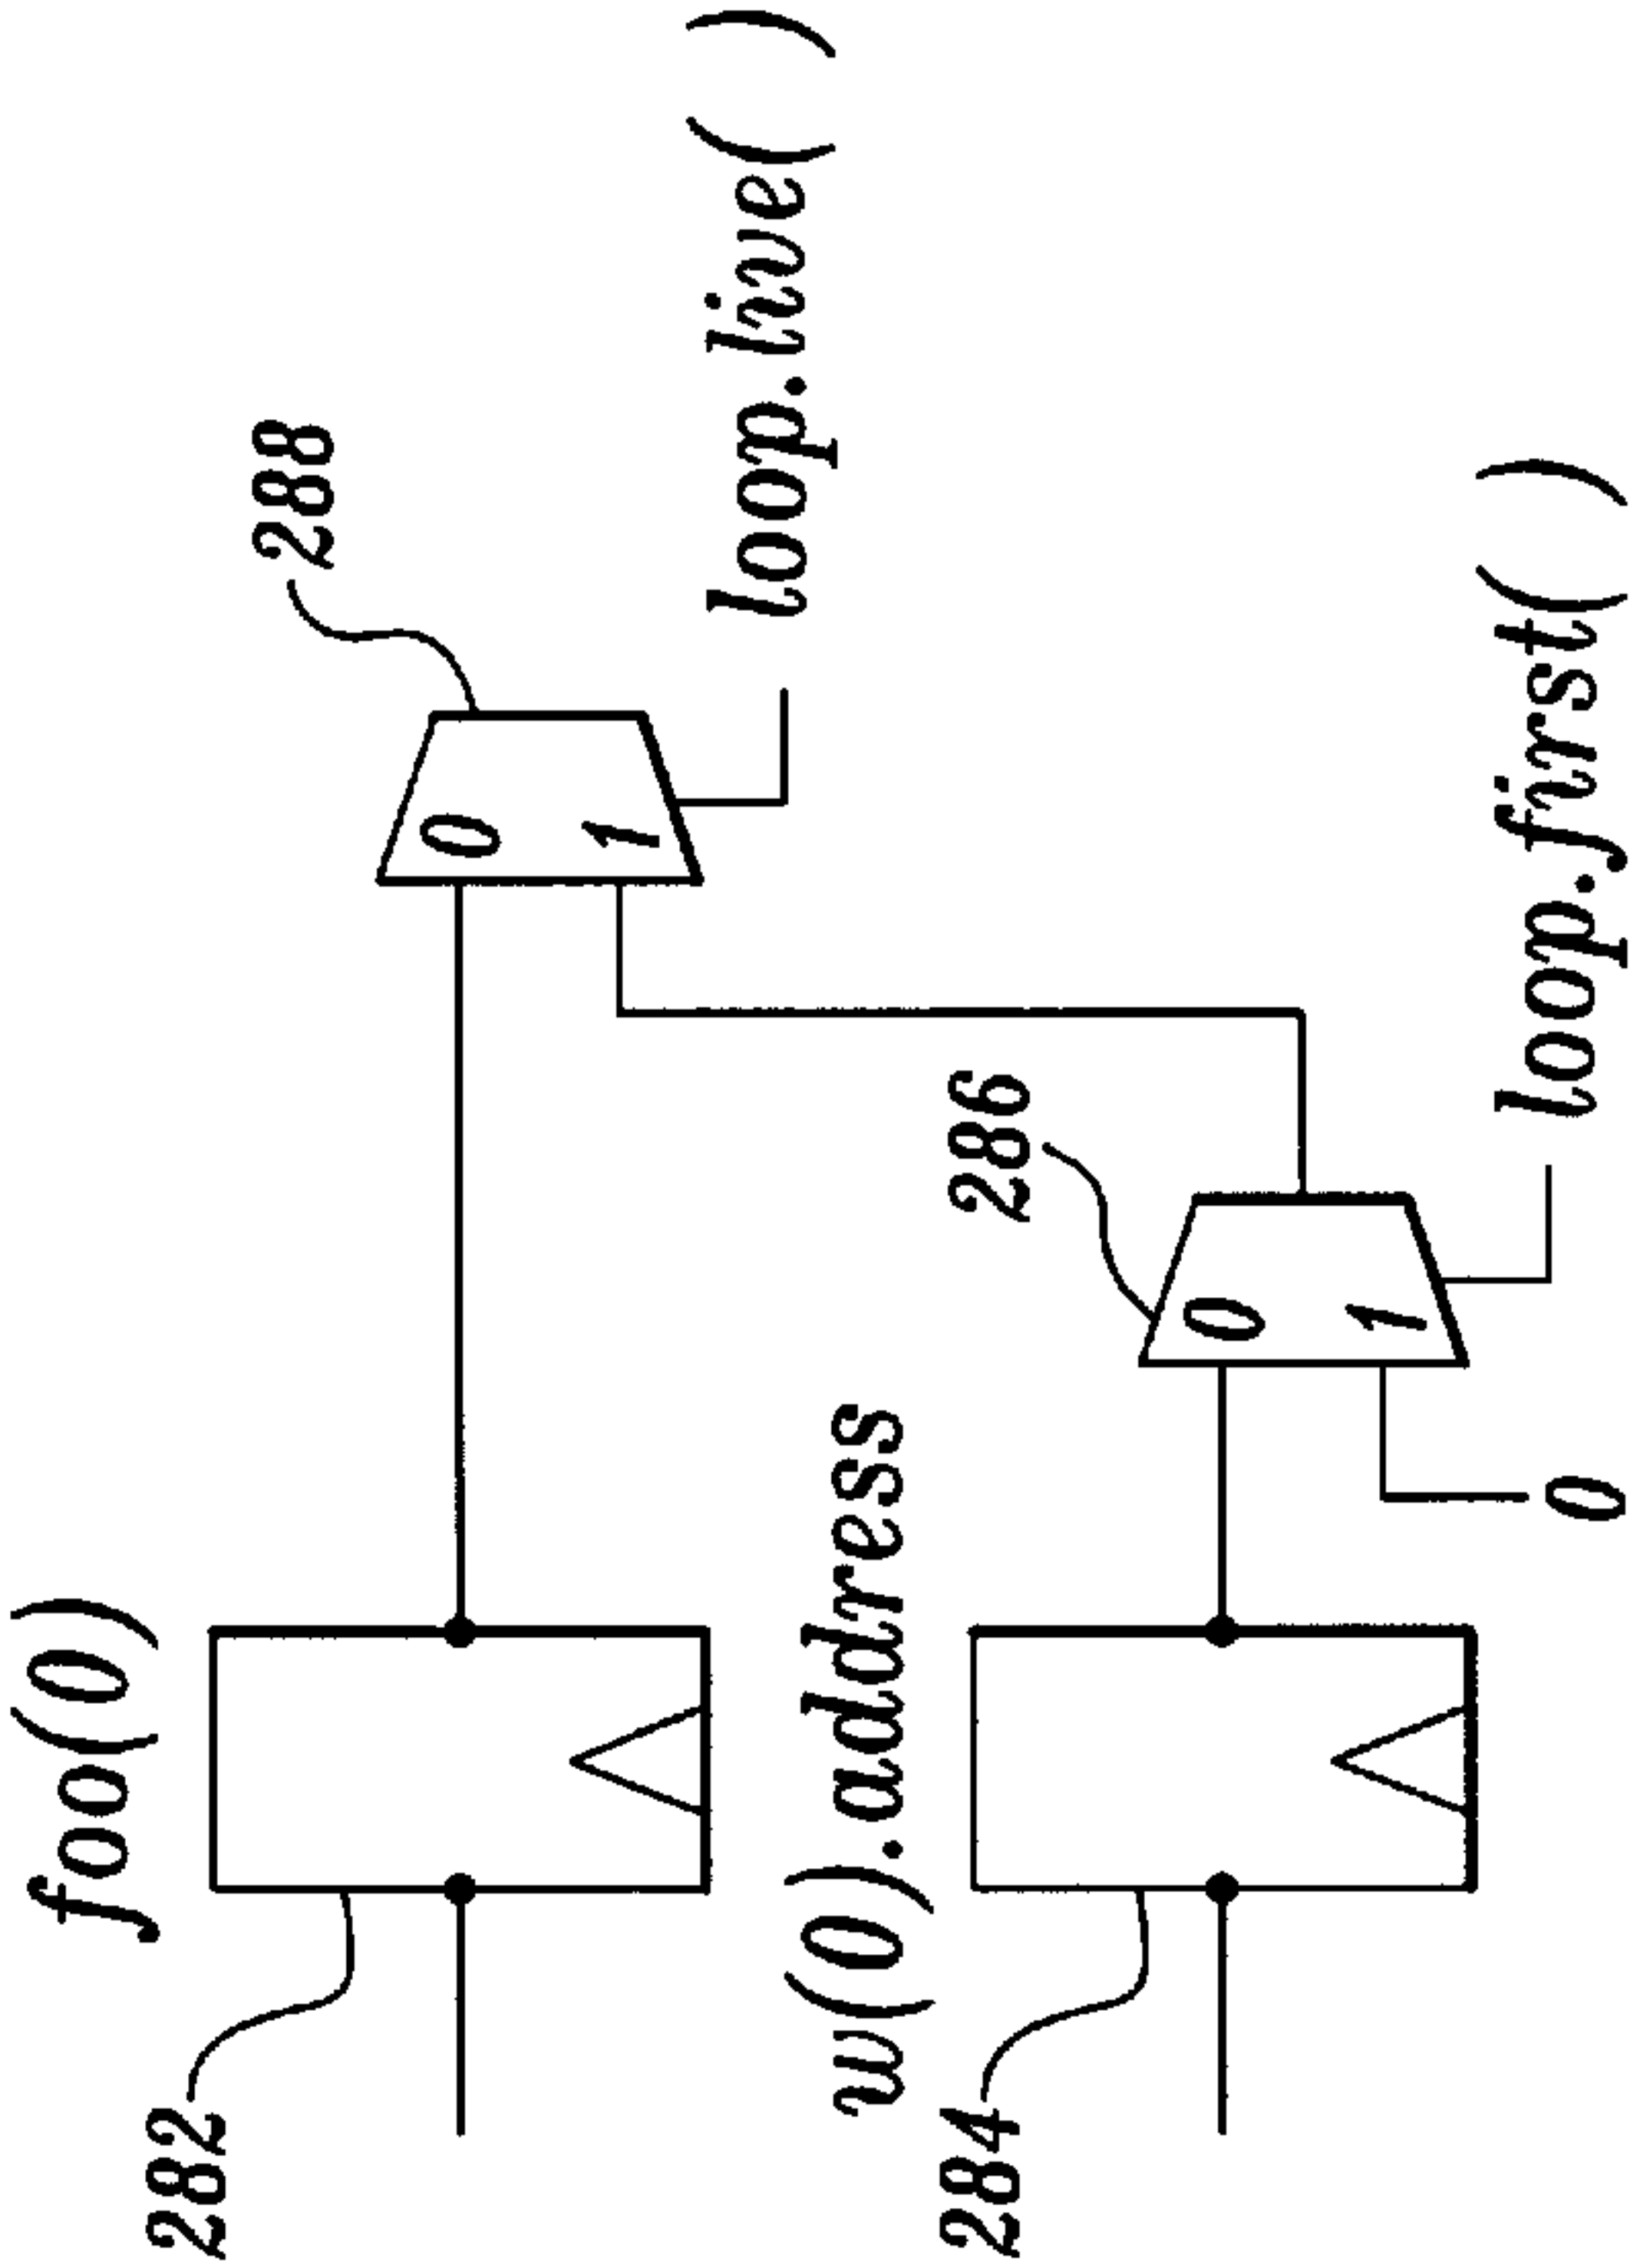 foo(0)
282
288
0
1
loop.live( )
w(0).address
284
286
0
1
0
loop.first( )